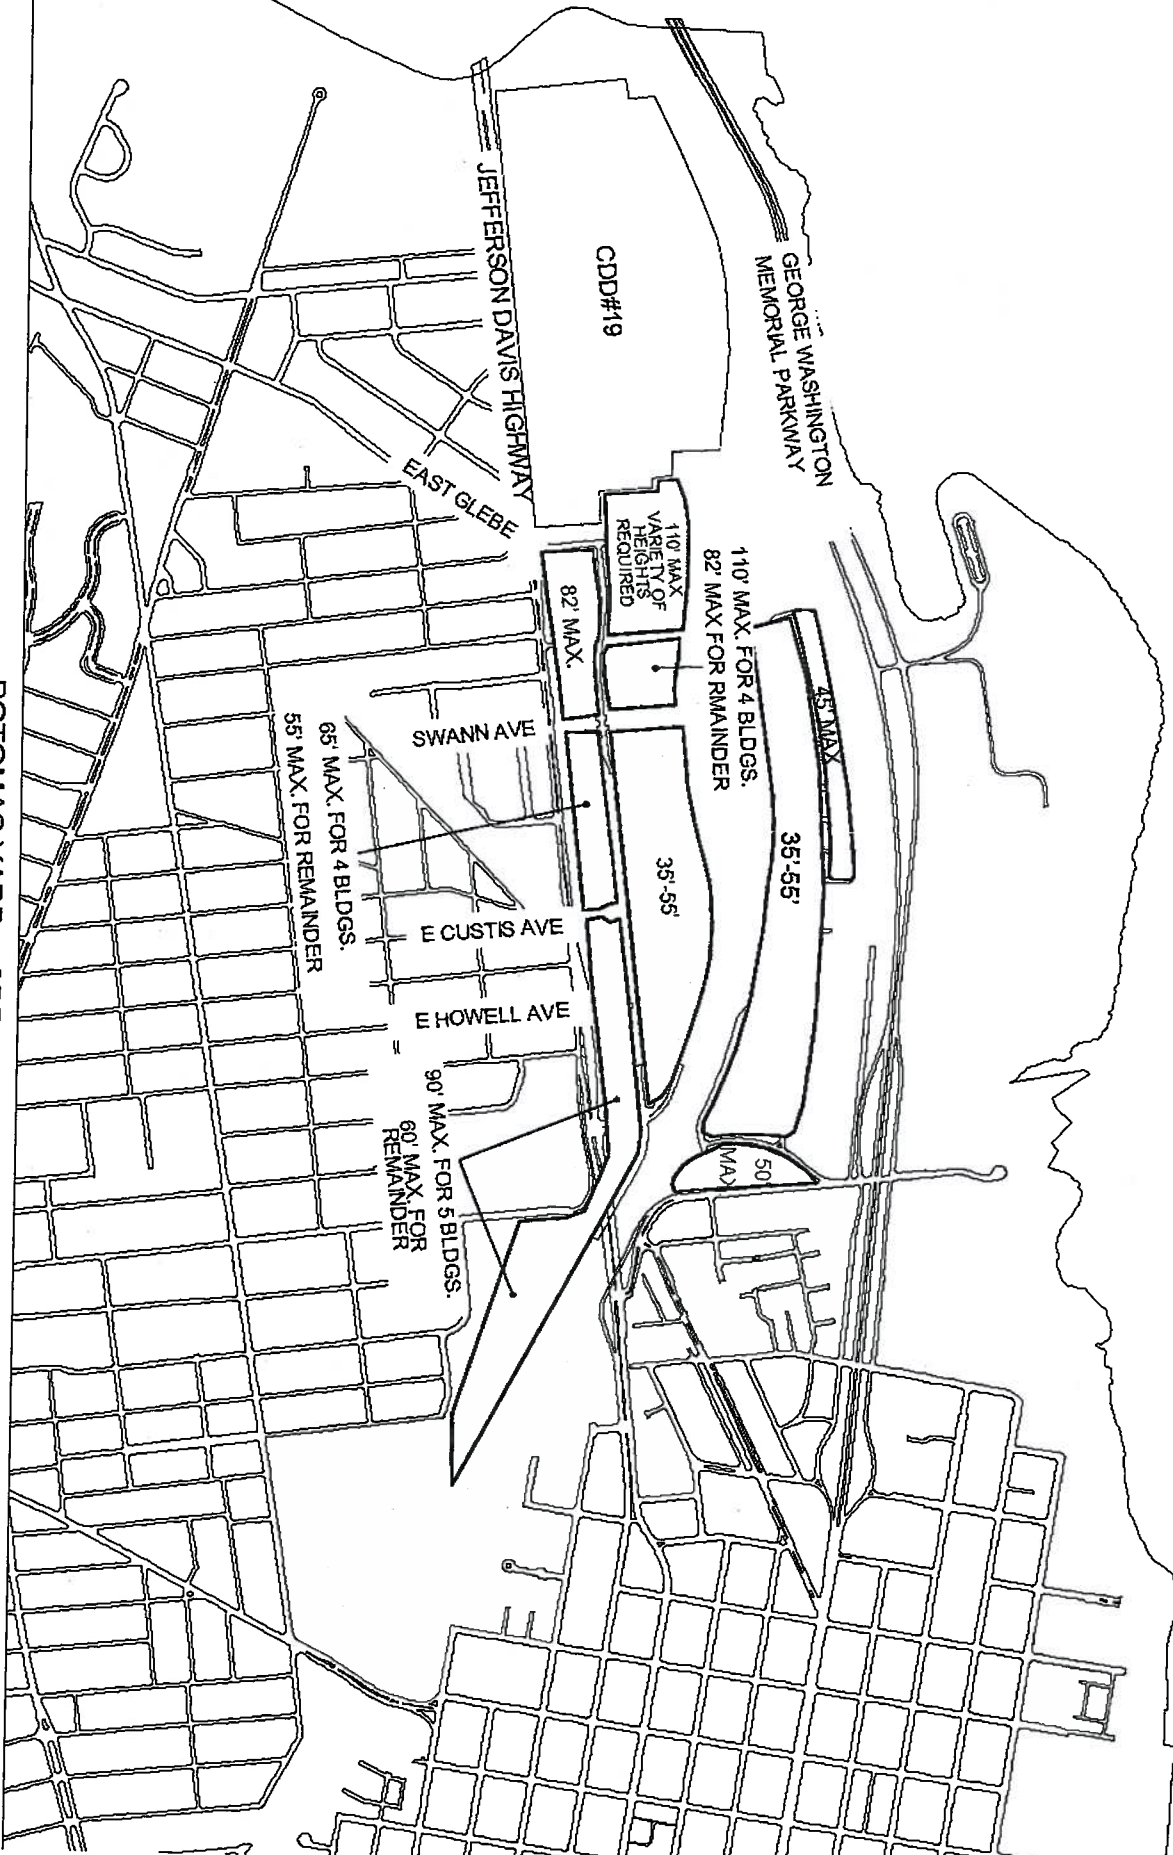 GEORGE WASHINGTON
MEMORIAL PARKWAY
JEFFERSON DAVIS HIGHWAY
CDD#19
EAST GLEBE
110' MAX
VARIETY OF
HEIGHTS
REQUIRED
110' MAX. FOR 4 BLDGS.
82' MAX FOR RMAINDER
82' MAX.
45' MAX
35'-55'
35'-55'
SWANN AVE
65' MAX. FOR 4 BLDGS.
55' MAX. FOR REMAINDER
E CUSTIS AVE
E HOWELL AVE
90' MAX. FOR 5 BLDGS.
60' MAX. FOR
REMAINDER
50'
MAX